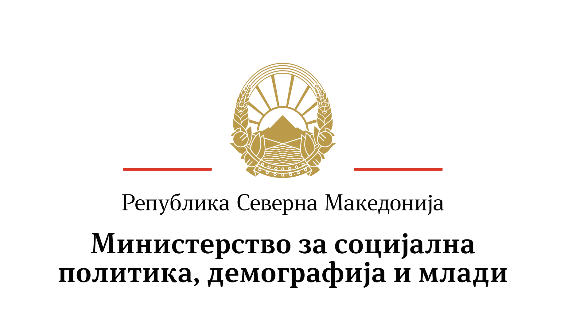 Република Северна Македонија
Министерство за социјална
политика, демографија и млади